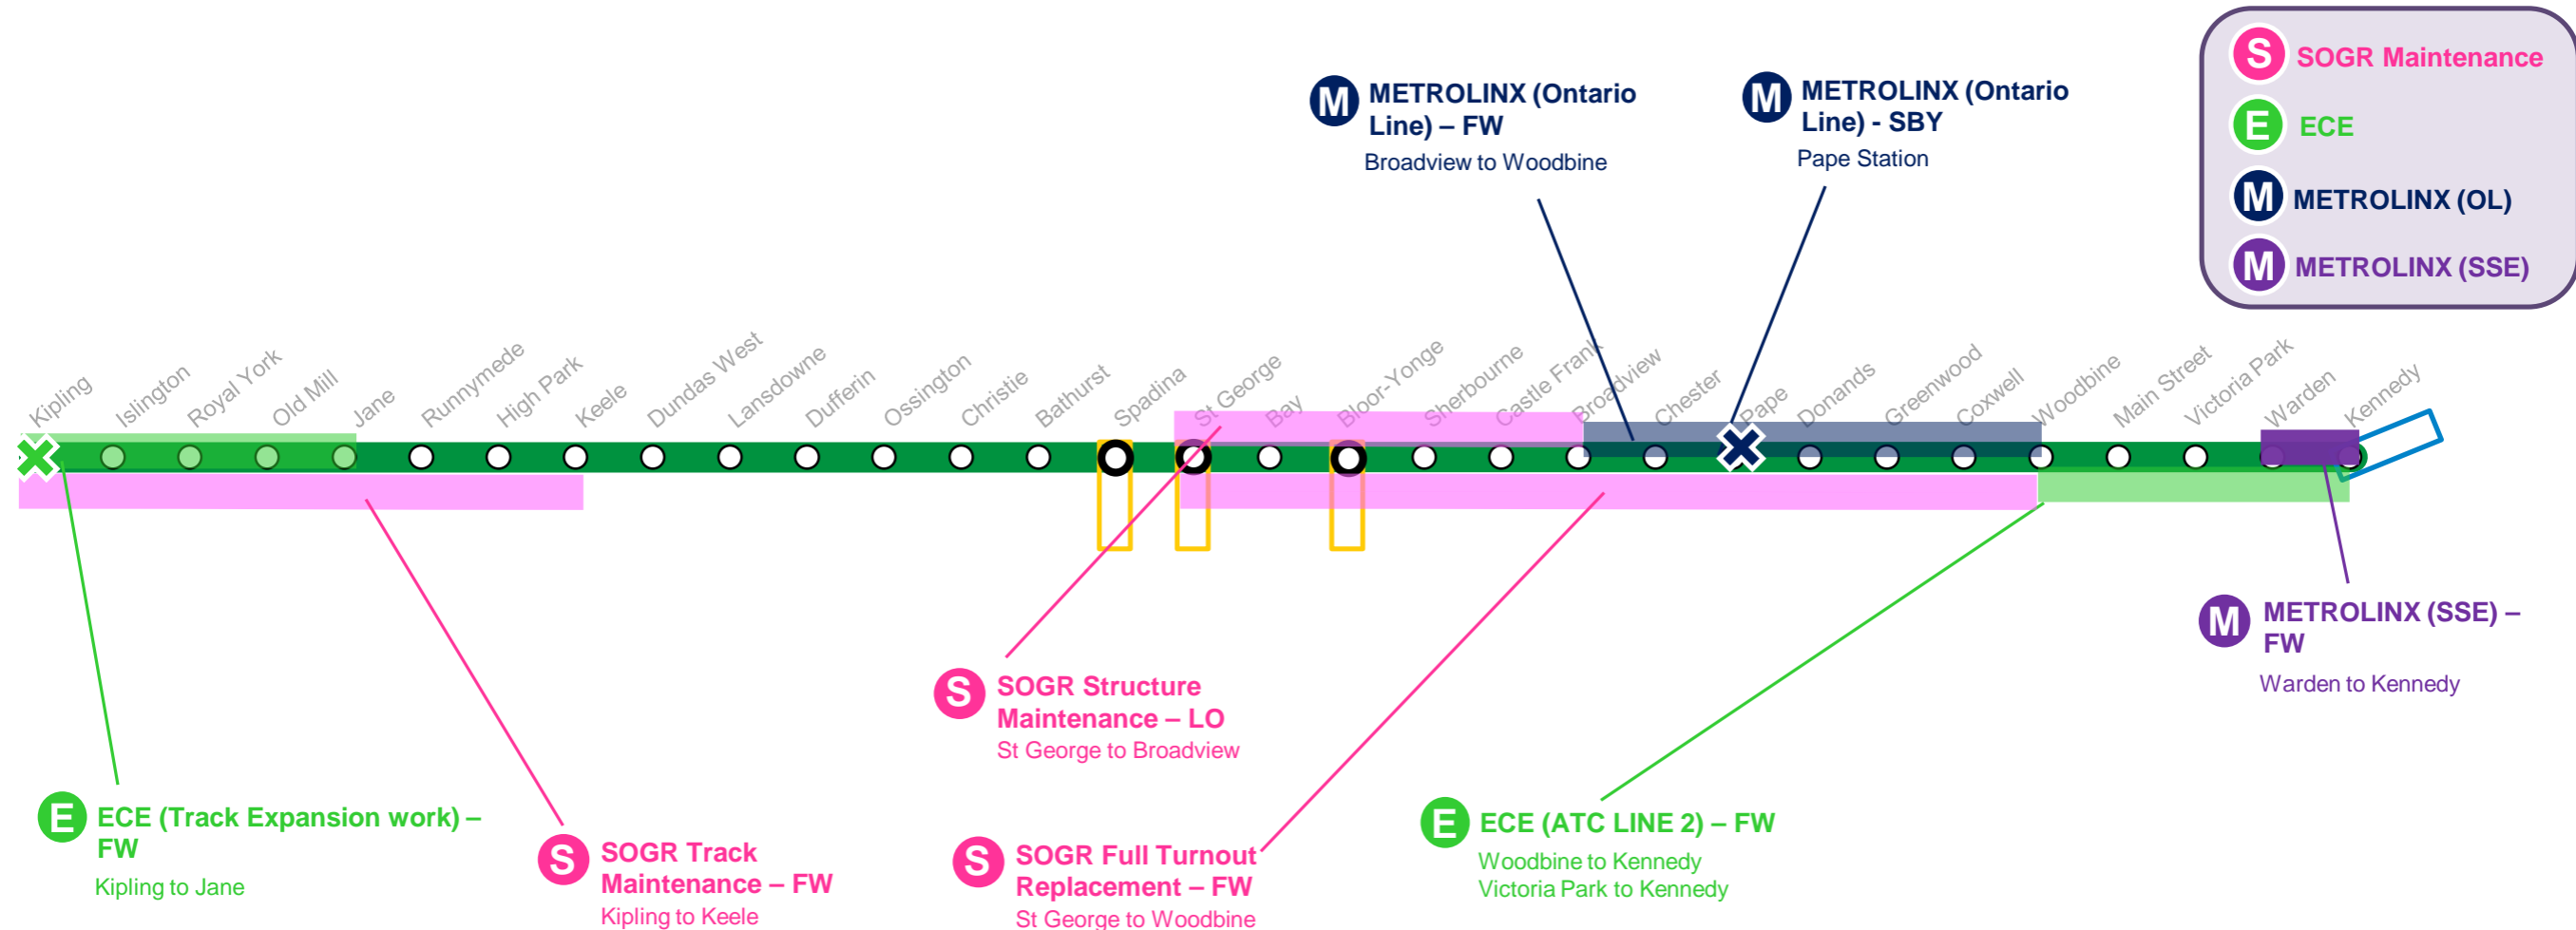 S SOGR Maintenance
E ECE
M METROLINX (OL)
M METROLINX (SSE)
M METROLINX (Ontario
Line) – FW
Broadview to Woodbine
M METROLINX (Ontario
Line) - SBY
Pape Station
Kipling
Islington
Royal York
Old Mill
Jane
Runnymede
High Park
Keele
Dundas West
Lansdowne
Dufferin
Ossington
Christie
Bathurst
Spadina
St George
Bay
Bloor-Yonge
Sherbourne
Castle Frank
Broadview
Chester
Pape
Donands
Greenwood
Coxwell
Woodbine
Main Street
Victoria Park
Warden
Kennedy
M METROLINX (SSE) –
FW
Warden to Kennedy
S SOGR Structure
Maintenance – LO
St George to Broadview
E ECE (Track Expansion work) –
FW
Kipling to Jane
S SOGR Track
Maintenance – FW
Kipling to Keele
S SOGR Full Turnout
Replacement – FW
St George to Woodbine
E ECE (ATC LINE 2) – FW
Woodbine to Kennedy
Victoria Park to Kennedy